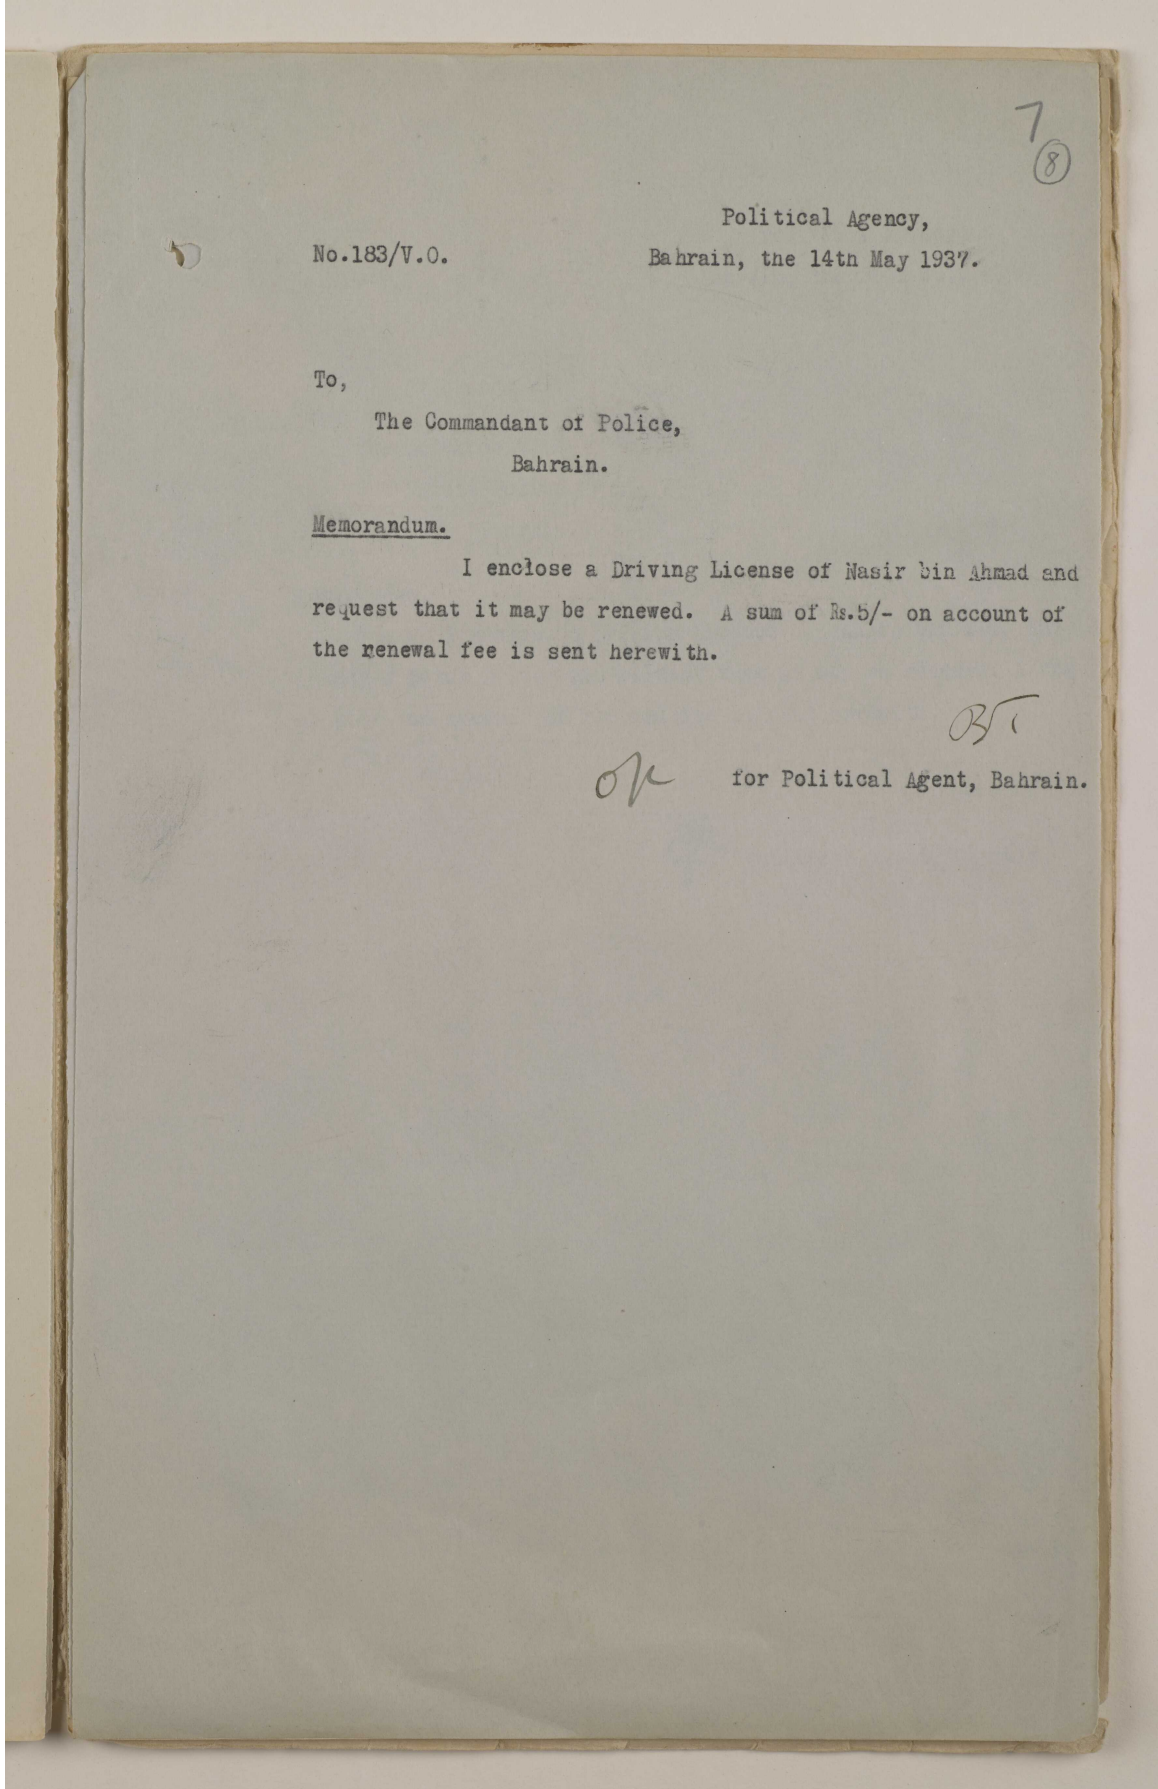 7
8
Political Agency,
No.183/V.O.
Bahrain, the 14th May 1937.
To,
The Commandant of Police,
Bahrain.
Memorandum.
I enclose a Driving License of Nasir bin Ahmad and
request that it may be renewed. A sum of Rs.5/- on account of
the renewal fee is sent herewith.
for Political Agent, Bahrain.